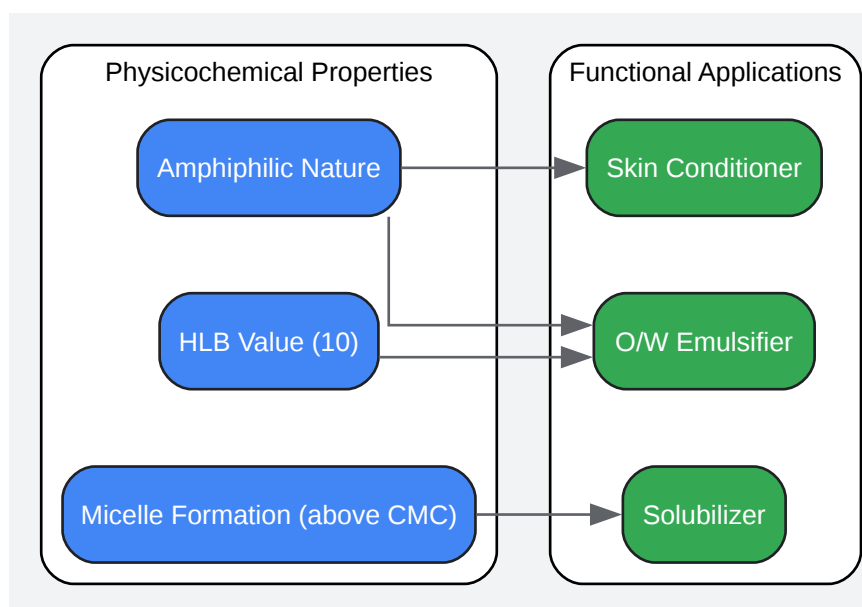 Physicochemical Properties
Functional Applications
Amphiphilic Nature
Skin Conditioner
HLB Value (10)
O/W Emulsifier
Micelle Formation (above CMC)
Solubilizer